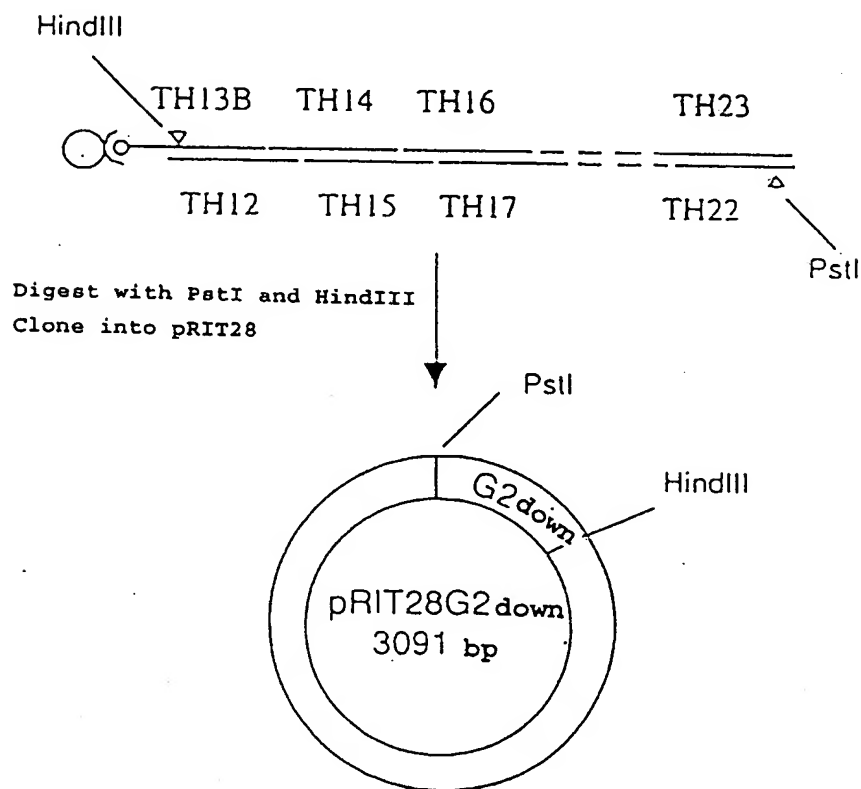 HindIII
TH13B TH14 TH16 TH23
TH12 TH15 TH17 TH22
PstI
Digest with PstI and HindIII
Clone into pRIT28
PstI
HindIII
G2down
pRIT28G2down
3091 bp